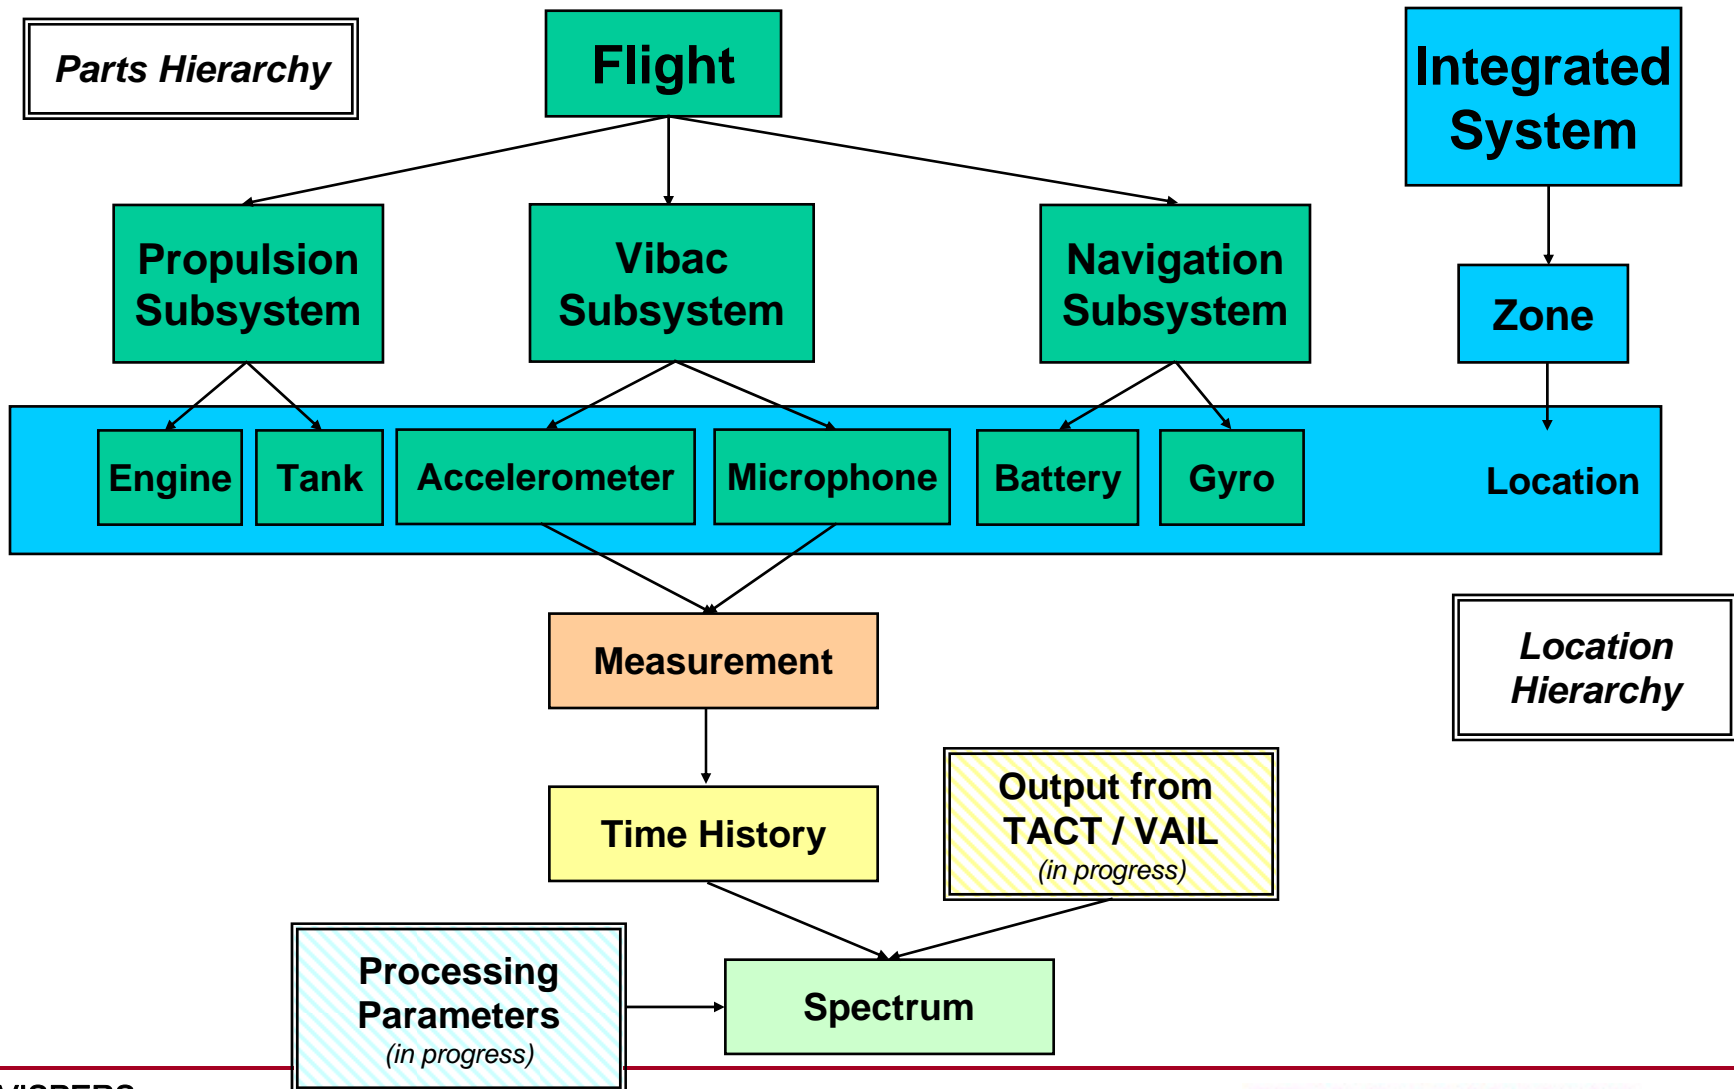 Parts Hierarchy
Flight
Integrated
System
Propulsion
Subsystem
Vibac
Subsystem
Navigation
Subsystem
Zone
Engine
Tank
Accelerometer
Microphone
Battery
Gyro
Location
Measurement
Location
Hierarchy
Time History
Output from
TACT / VAIL
(in progress)
Processing
Parameters
(in progress)
Spectrum